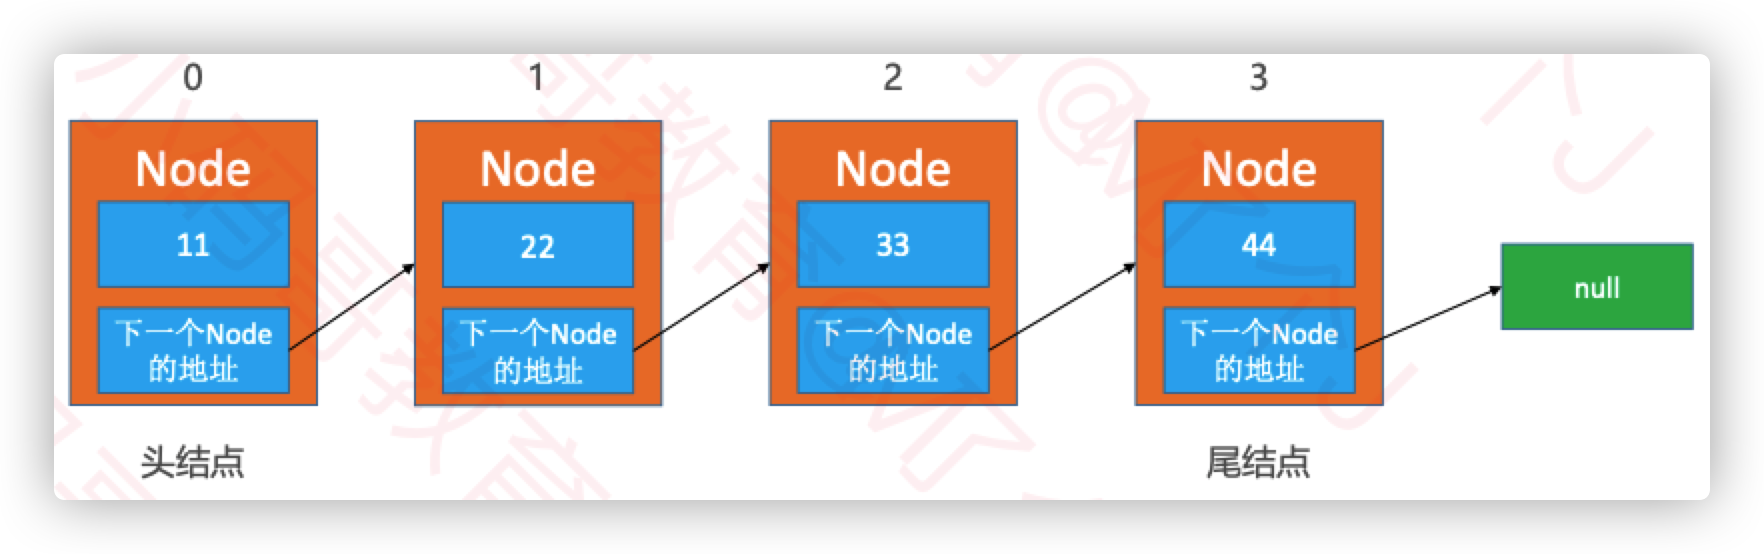 0
1
2
3
Node
Node
Node
Node
11
22
33
44
null
下一个Node
的地址
下一个Node
的地址
下一个Node
的地址
下一个Node
的地址
头结点
尾结点